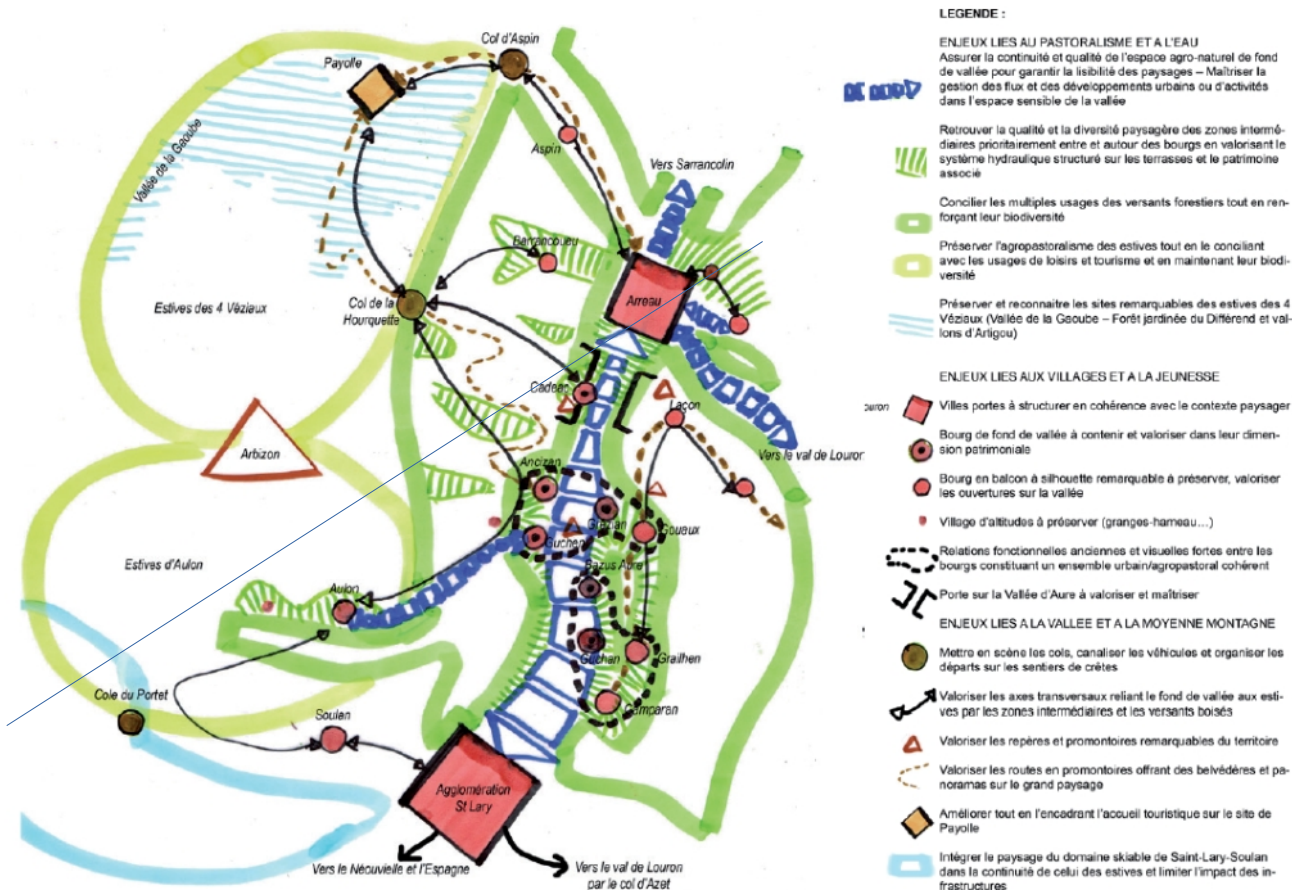 Col d'Aspin
Payolle
Vallée de la Gaoube
Aspin
Vers Sarrancolin
Barrancoueu
Arreau
Estives des 4 Véziaux
Col de la
Hourquette
Cadeac
Laçon
Vers le val de Louron
Arbizon
Ancizan
Grezian
Gouaux
Guchen
Bazus Aure
Estives d'Aulon
Aulon
Guchan
Grailhen
Camparan
Cole du Portet
Soulan
Agglomération
St Lary
Vers le Néouvielle et l'Espagne
Vers le val de Louron
par le col d'Azet
LEGENDE :
ENJEUX LIES AU PASTORALISME ET A L'EAU
Assurer la continuité et qualité de l'espace agro-naturel de fond
de vallée pour garantir la lisibilité des paysages – Maîtriser la
gestion des flux et des développements urbains ou d'activités
dans l'espace sensible de la vallée
Retrouver la qualité et la diversité paysagère des zones intermé-
diaires prioritairement entre et autour des bourgs en valorisant le
système hydraulique structuré sur les terrasses et le patrimoine
associé
Concilier les multiples usages des versants forestiers tout en ren-
forçant leur biodiversité
Préserver l'agropastoralisme des estives tout en le conciliant
avec les usages de loisirs et tourisme et en maintenant leur biodi-
versité
Préserver et reconnaitre les sites remarquables des estives des 4
Véziaux (Vallée de la Gaoube – Forêt jardinée du Différend et val-
lons d'Artigou)
ENJEUX LIES AUX VILLAGES ET A LA JEUNESSE
ouron
Villes portes à structurer en cohérence avec le contexte paysager
Bourg de fond de vallée à contenir et valoriser dans leur dimen-
sion patrimoniale
Bourg en balcon à silhouette remarquable à préserver, valoriser
les ouvertures sur la vallée
Village d'altitudes à préserver (granges-hameau…)
Relations fonctionnelles anciennes et visuelles fortes entre les
bourgs constituant un ensemble urbain/agropastoral cohérent
Porte sur la Vallée d'Aure à valoriser et maîtriser
ENJEUX LIES A LA VALLEE ET A LA MOYENNE MONTAGNE
Mettre en scène les cols, canaliser les véhicules et organiser les
départs sur les sentiers de crêtes
Valoriser les axes transversaux reliant le fond de vallée aux esti-
ves par les zones intermédiaires et les versants boisés
Valoriser les repères et promontoires remarquables du territoire
Valoriser les routes en promontoires offrant des belvédères et pa-
noramas sur le grand paysage
Améliorer tout en l'encadrant l'accueil touristique sur le site de
Payolle
Intégrer le paysage du domaine skiable de Saint-Lary-Soulan
dans la continuité de celui des estives et limiter l'impact des in-
frastructures